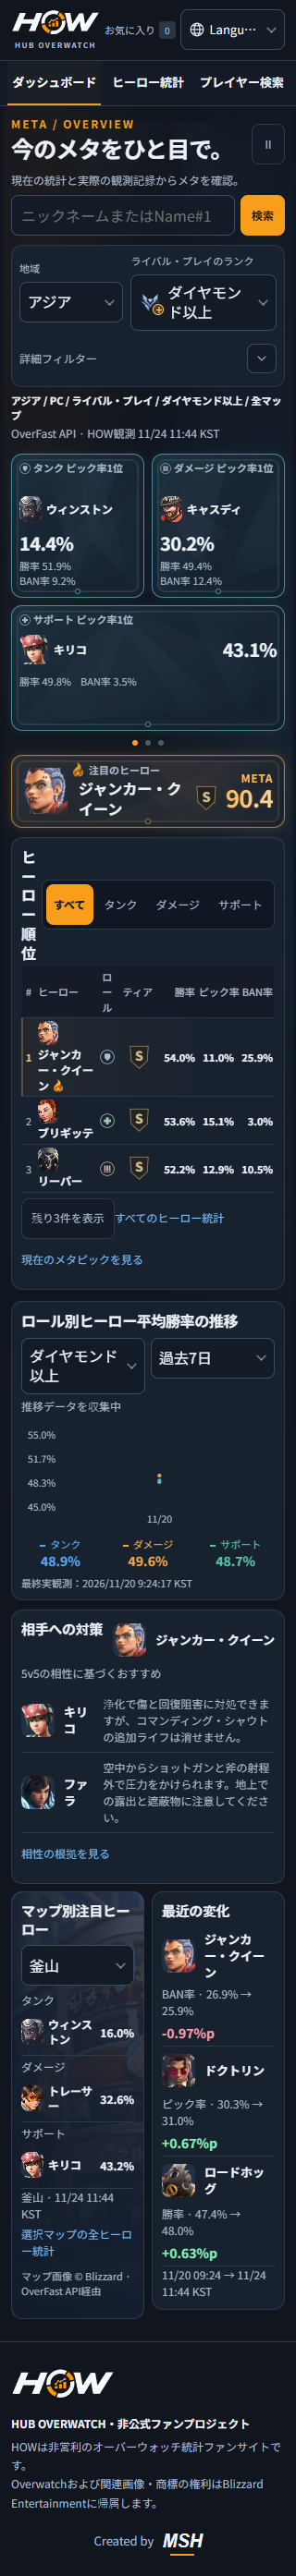 HOW
HUB OVERWATCH
お気に入り 0
Langu…
ダッシュボード ヒーロー統計 プレイヤー検索
META / OVERVIEW
今のメタをひと目で。
現在の統計と実際の観測記録からメタを確認。
ニックネームまたはName#1
検索
地域
アジア
ライバル・プレイのランク
ダイヤモン
ド以上
詳細フィルター
アジア / PC / ライバル・プレイ / ダイヤモンド以上 / 全マッ
プ
OverFast API · HOW観測 11/24 11:44 KST
タンク ピック率1位
ウィンストン
14.4%
勝率 51.9%
BAN率 9.2%
ダメージ ピック率1位
キャスディ
30.2%
勝率 49.4%
BAN率 12.4%
サポート ピック率1位
キリコ
43.1%
勝率 49.8% BAN率 3.5%
注目のヒーロー
ジャンカー・ク
イーン
S
META
90.4
ヒ
ー
ロ
ー
順
位
すべて タンク ダメージ サポート
# ヒーロー
ロ
ー
ル
ティア 勝率 ピック率 BAN率
1
ジャンカ
ー・クイー
ン
S
54.0% 11.0% 25.9%
2
ブリギッテ
S
53.6% 15.1% 3.0%
3
リーパー
S
52.2% 12.9% 10.5%
残り3件を表示 すべてのヒーロー統計
現在のメタピックを見る
ロール別ヒーロー平均勝率の推移
ダイヤモンド
以上
過去7日
推移データを収集中
55.0%
51.7%
48.3%
45.0%
11/20
タンク
48.9%
ダメージ
49.6%
サポート
48.7%
最終実観測：2026/11/20 9:24:17 KST
相手への対策
ジャンカー・クイーン
5v5の相性に基づくおすすめ
キリ
コ
浄化で傷と回復阻害に対処できま
すが、コマンディング・シャウト
の追加ライフは消せません。
ファ
ラ
空中からショットガンと斧の射程
外で圧力をかけられます。地上で
の露出と遮蔽物に注意してくださ
い。
相性の根拠を見る
マップ別注目ヒー
ロー
釜山
タンク
ウィンス
トン
16.0%
ダメージ
トレーサ
ー
32.6%
サポート
キリコ
43.2%
釜山 · 11/24 11:44
KST
選択マップの全ヒーロ
ー統計
マップ画像 © Blizzard ·
OverFast API経由
最近の変化
ジャンカ
ー・クイー
ン
BAN率 · 26.9% →
25.9%
-0.97%p
ドクトリン
ピック率 · 30.3% →
31.0%
+0.67%p
ロードホッ
グ
勝率 · 47.4% →
48.0%
+0.63%p
11/20 09:24 → 11/24
11:44 KST
HOW
HUB OVERWATCH・非公式ファンプロジェクト
HOWは非営利のオーバーウォッチ統計ファンサイトで
す。
Overwatchおよび関連画像・商標の権利はBlizzard
Entertainmentに帰属します。
Created by MSH